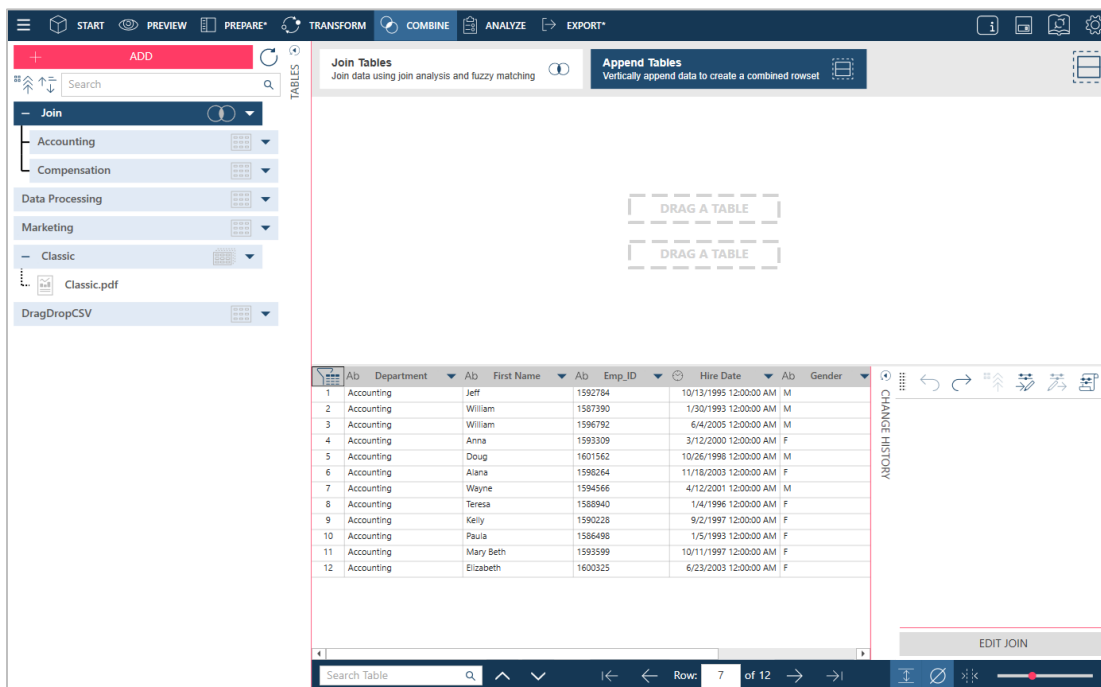 START PREVIEW PREPARE* TRANSFORM COMBINE ANALYZE EXPORT*
ADD
Search
TABLES
Join
Accounting
Compensation
Data Processing
Marketing
Classic
Classic.pdf
DragDropCSV
Join Tables
Join data using join analysis and fuzzy matching
Append Tables
Vertically append data to create a combined rowset
DRAG A TABLE
DRAG A TABLE
Ab Department Ab First Name Ab Emp_ID Hire Date Ab Gender
1 Accounting Jeff 1592784 10/13/1995 12:00:00 AM M
2 Accounting William 1587390 1/30/1993 12:00:00 AM M
3 Accounting William 1596792 6/4/2005 12:00:00 AM M
4 Accounting Anna 1593309 3/12/2000 12:00:00 AM F
5 Accounting Doug 1601562 10/26/1998 12:00:00 AM M
6 Accounting Alana 1598264 11/18/2003 12:00:00 AM F
7 Accounting Wayne 1594566 4/12/2001 12:00:00 AM M
8 Accounting Teresa 1588940 1/4/1996 12:00:00 AM F
9 Accounting Kelly 1590228 9/2/1997 12:00:00 AM F
10 Accounting Paula 1586498 1/5/1993 12:00:00 AM F
11 Accounting Mary Beth 1593599 10/11/1997 12:00:00 AM F
12 Accounting Elizabeth 1600325 6/23/2003 12:00:00 AM F
CHANGE HISTORY
EDIT JOIN
Search Table
Row: 7 of 12